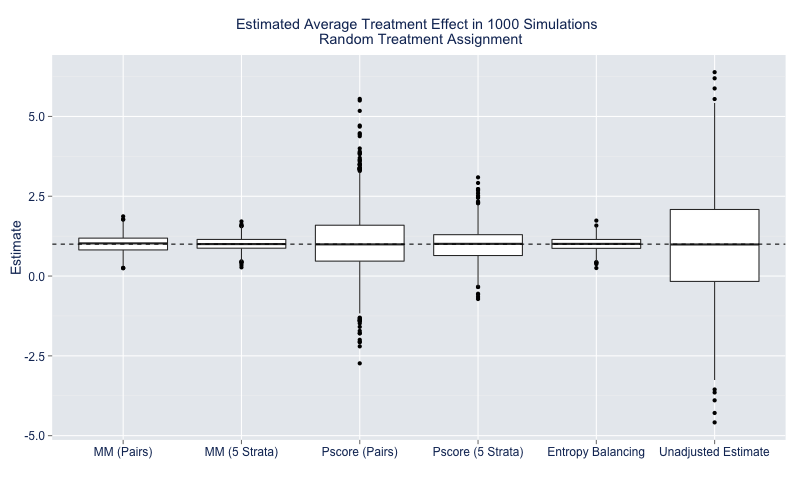 Estimated Average Treatment Effect in 1000 Simulations
Random Treatment Assignment
Estimate
5.0
2.5
0.0
-2.5
-5.0
MM (Pairs)
MM (5 Strata)
Pscore (Pairs)
Pscore (5 Strata)
Entropy Balancing
Unadjusted Estimate